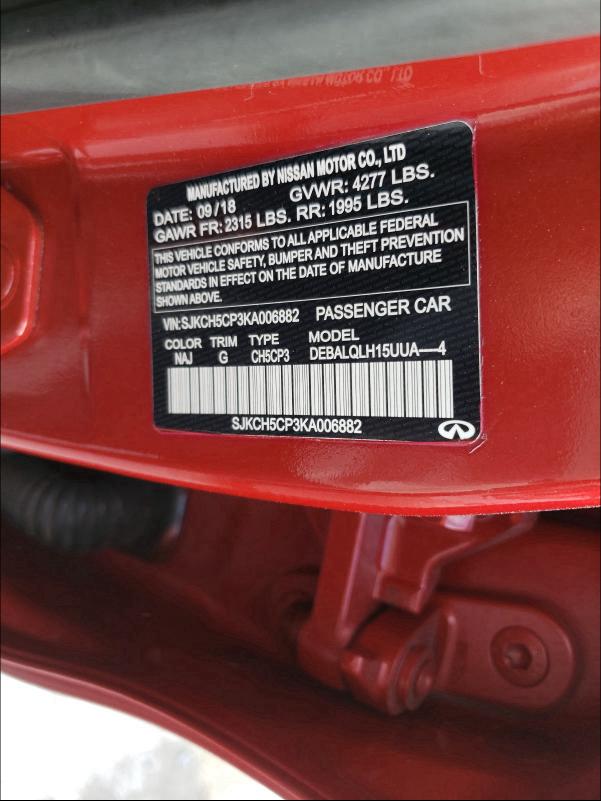 MANUFACTURED BY NISSAN MOTOR CO., LTD
DATE: 09/18 GVWR: 4277 LBS.
GAWR FR: 2315 LBS. RR: 1995 LBS.
THIS VEHICLE CONFORMS TO ALL APPLICABLE FEDERAL
MOTOR VEHICLE SAFETY, BUMPER AND THEFT PREVENTION
STANDARDS IN EFFECT ON THE DATE OF MANUFACTURE
SHOWN ABOVE.
VIN:SJKCH5CP3KA006882 PASSENGER CAR
COLOR TRIM TYPE MODEL
NAJ G CH5CP3 DEBALQLH15UUA—4
SJKCH5CP3KA006882